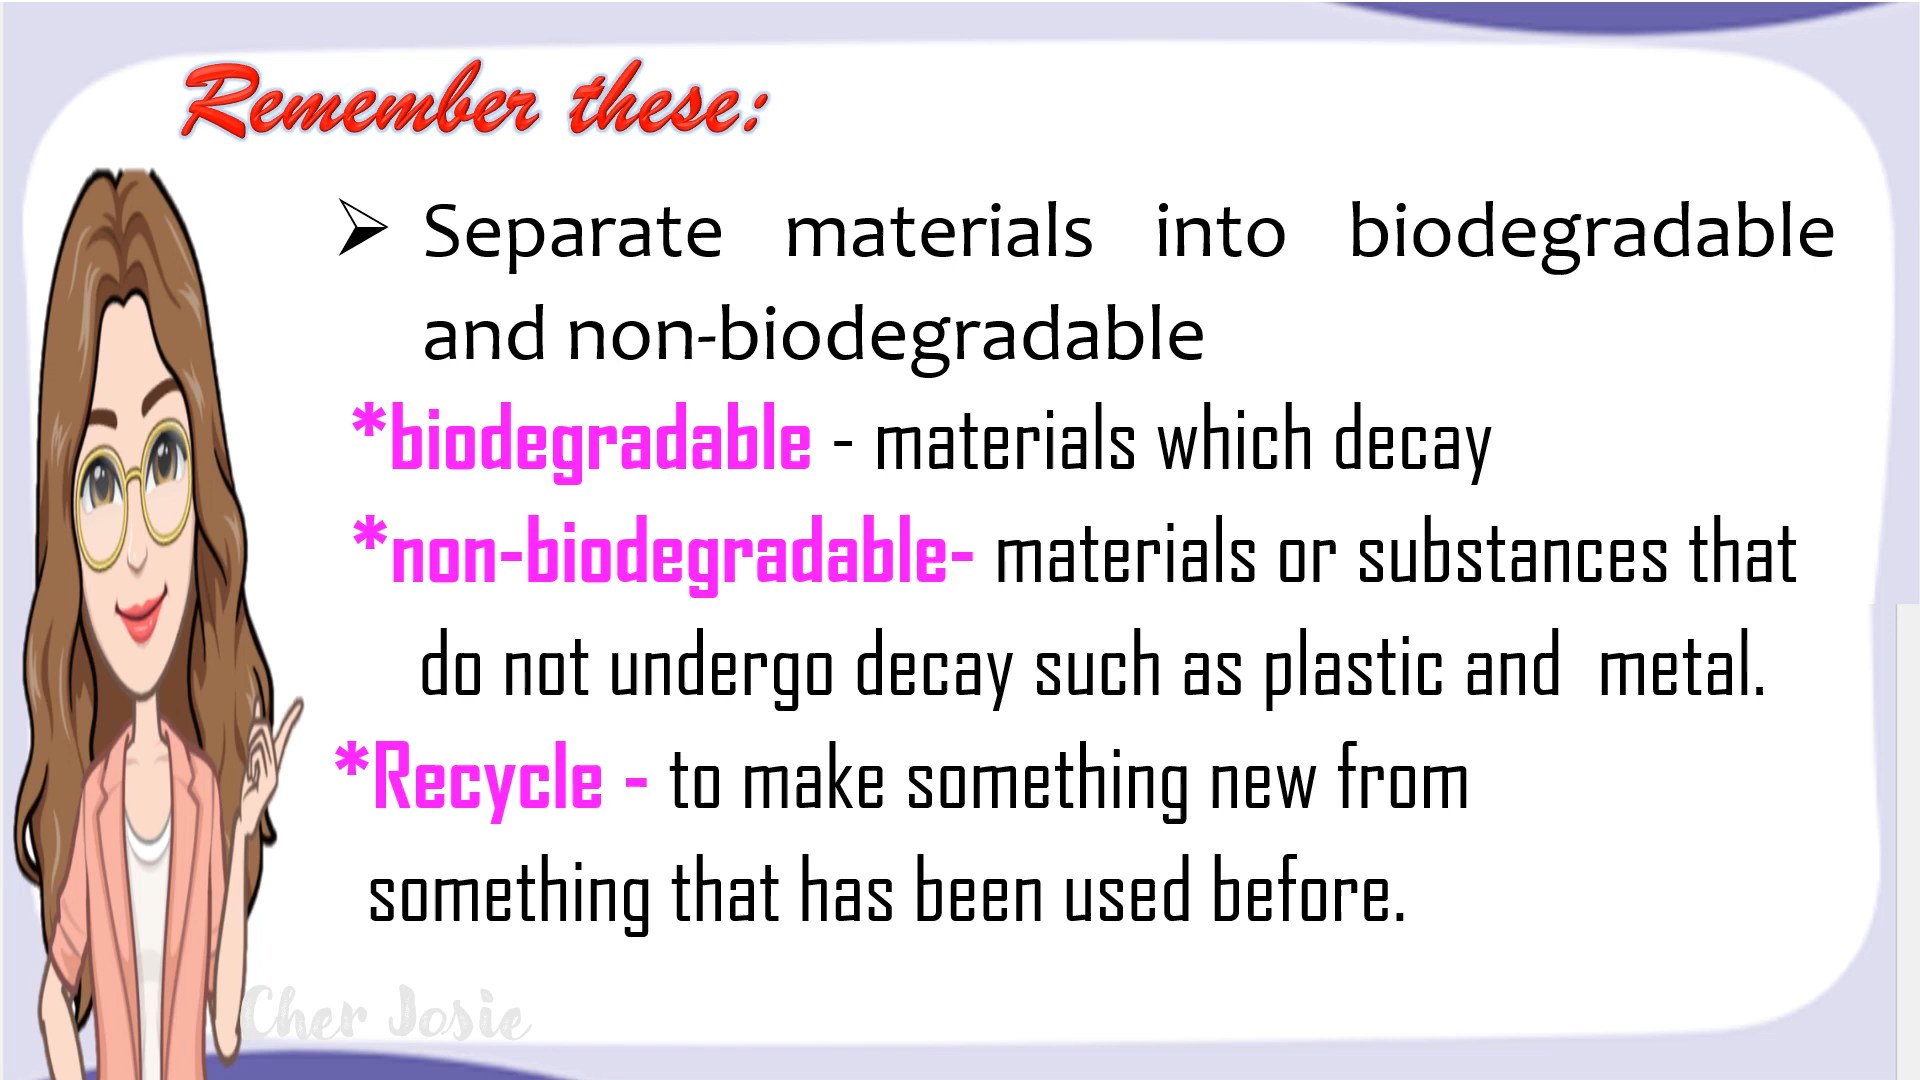 Remember these:
➢ Separate materials into biodegradable
and non-biodegradable
*biodegradable - materials which decay
*non-biodegradable- materials or substances that
do not undergo decay such as plastic and metal.
*Recycle - to make something new from
something that has been used before.
Cher Josie